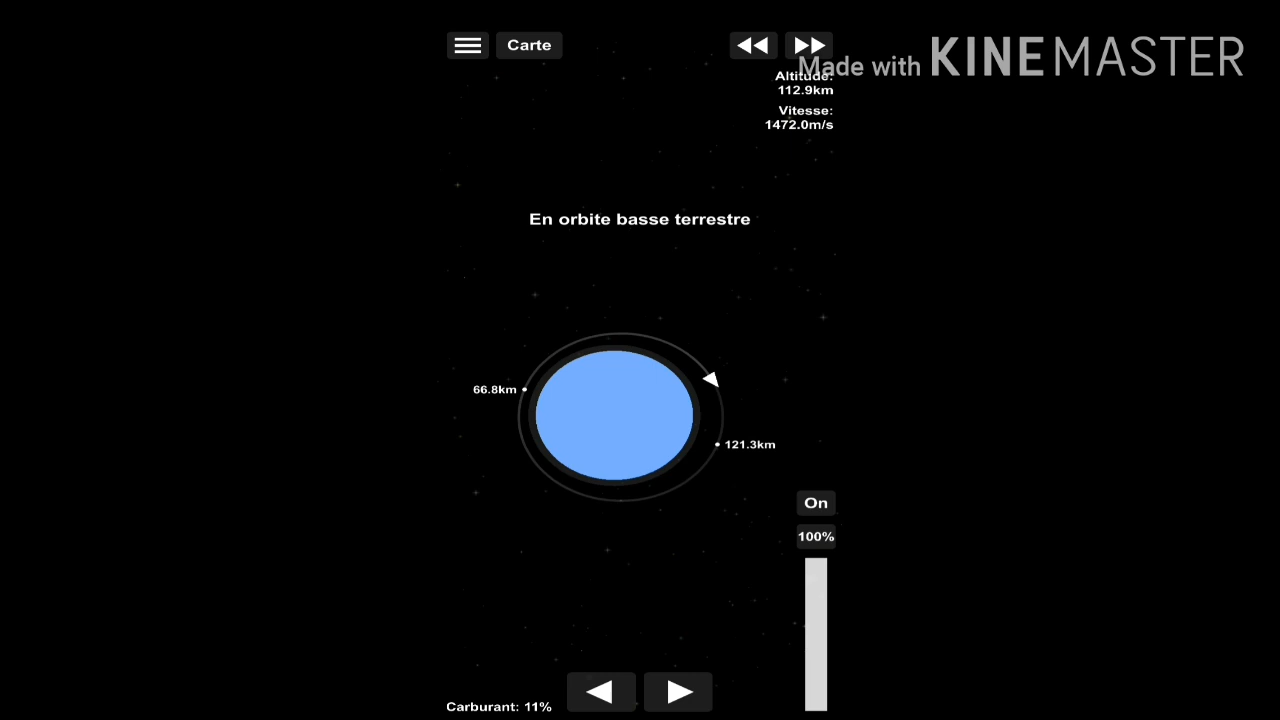 Carte
Made with KINEMASTER
Altitude:
112.9km
Vitesse:
1472.0m/s
En orbite basse terrestre
66.8km
121.3km
On
100%
Carburant: 11%